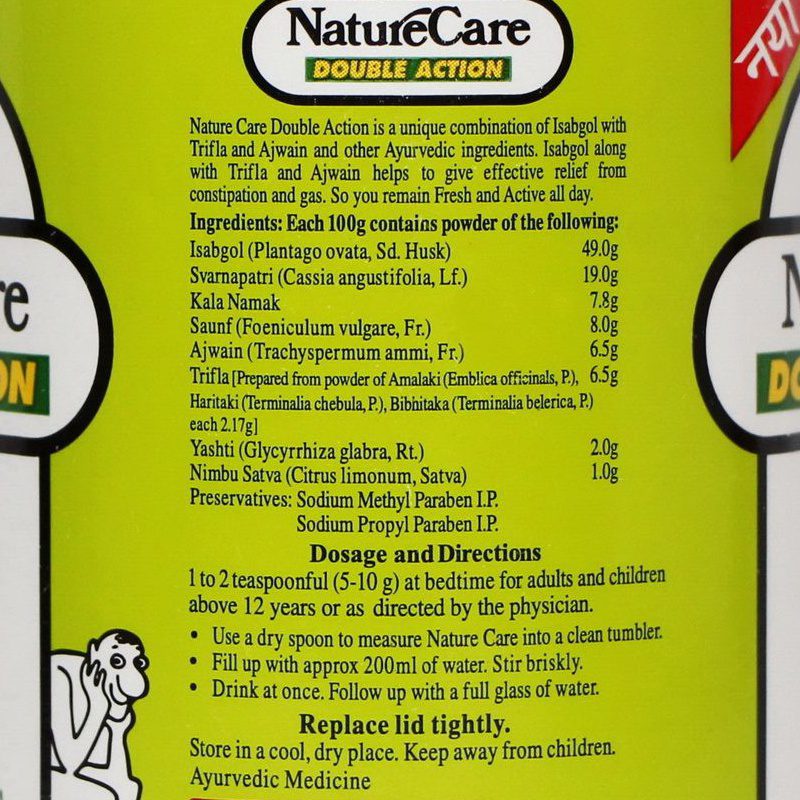 NatureCare
DOUBLE ACTION
नया
Nature Care Double Action is a unique combination of Isabgol with
Trifla and Ajwain and other Ayurvedic ingredients. Isabgol along
with Trifla and Ajwain helps to give effective relief from
constipation and gas. So you remain Fresh and Active all day.
Ingredients: Each 100g contains powder of the following:
Isabgol (Plantago ovata, Sd. Husk) 49.0g
Svarnapatri (Cassia angustifolia, Lf.) 19.0g
Kala Namak 7.8g
Saunf (Foeniculum vulgare, Fr.) 8.0g
Ajwain (Trachyspermum ammi, Fr.) 6.5g
Trifla [Prepared from powder of Amalaki (Emblica officinals, P.), 6.5g
Haritaki (Terminalia chebula, P.), Bibhitaka (Terminalia belerica, P.)
each 2.17g]
Yashti (Glycyrrhiza glabra, Rt.) 2.0g
Nimbu Satva (Citrus limonum, Satva) 1.0g
Preservatives: Sodium Methyl Paraben I.P.
Sodium Propyl Paraben I.P.
Dosage and Directions
1 to 2 teaspoonful (5-10 g) at bedtime for adults and children
above 12 years or as directed by the physician.
• Use a dry spoon to measure Nature Care into a clean tumbler.
• Fill up with approx 200ml of water. Stir briskly.
• Drink at once. Follow up with a full glass of water.
Replace lid tightly.
Store in a cool, dry place. Keep away from children.
Ayurvedic Medicine
re
ON
N
DO